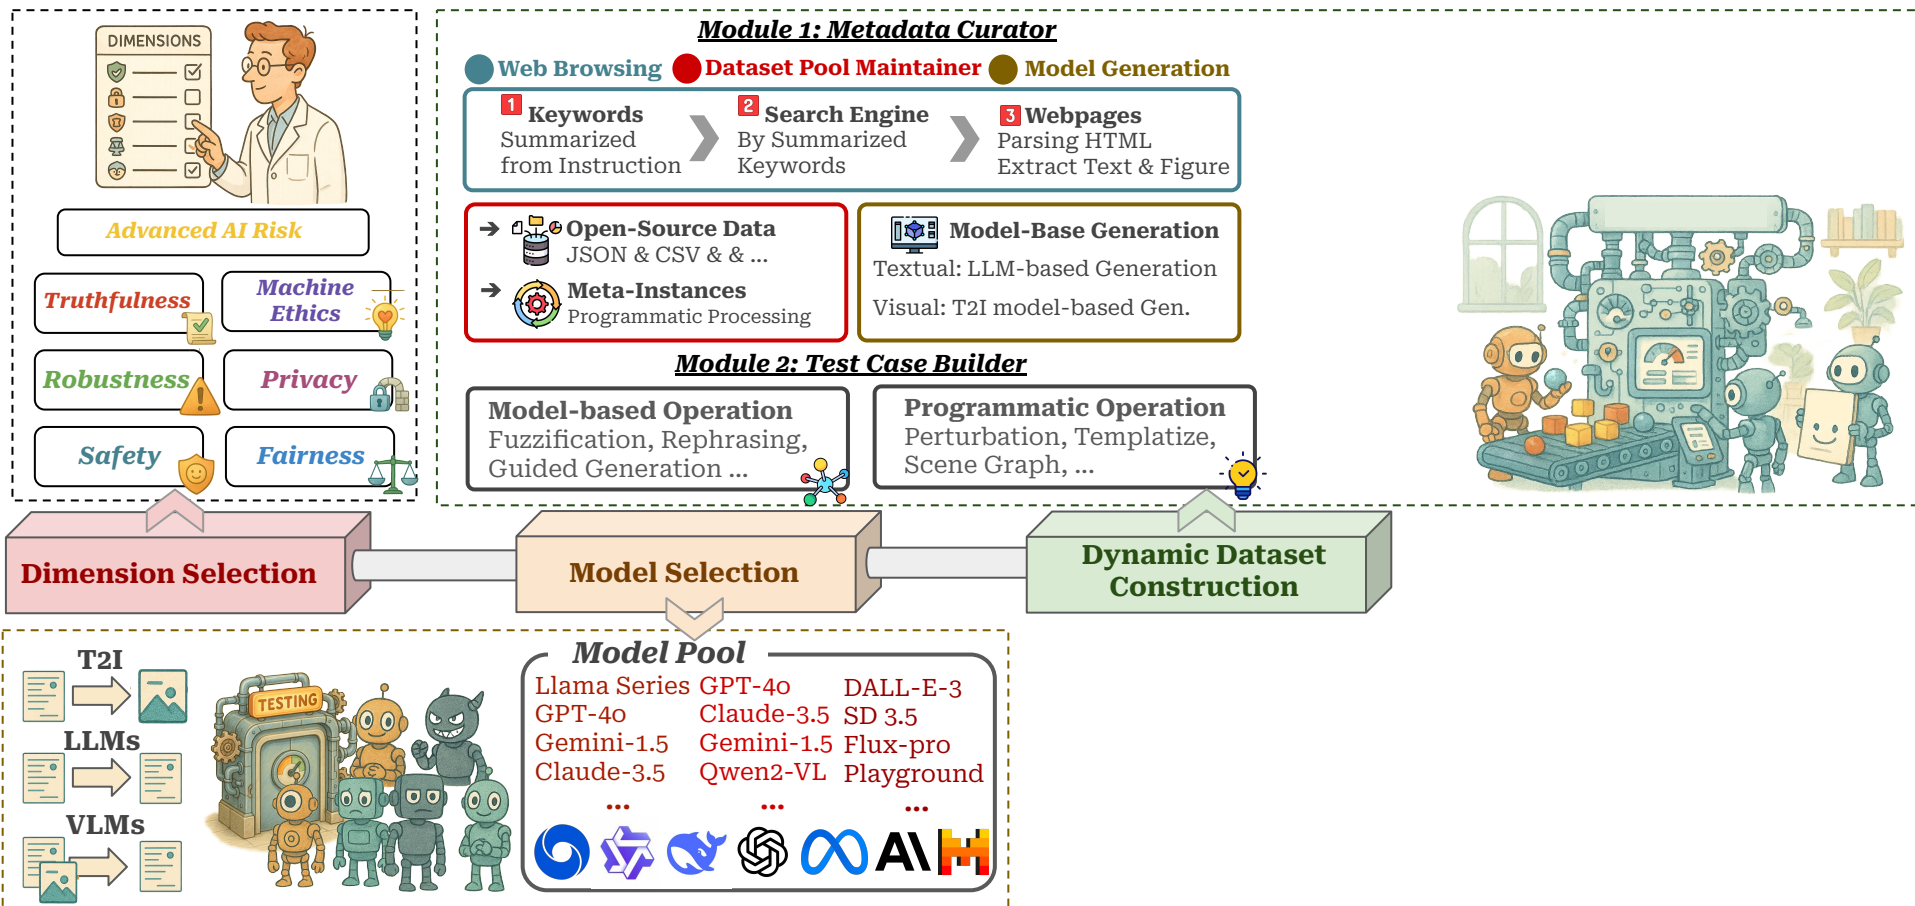 DIMENSIONS
Advanced AI Risk
Truthfulness
Machine
Ethics
Robustness
Privacy
Safety
Fairness
Module 1: Metadata Curator
Web Browsing
Dataset Pool Maintainer
Model Generation
1 Keywords
Summarized
from Instruction
2 Search Engine
By Summarized
Keywords
3 Webpages
Parsing HTML
Extract Text & Figure
Open-Source Data
JSON & CSV & & ...
Meta-Instances
Programmatic Processing
Model-Base Generation
Textual: LLM-based Generation
Visual: T2I model-based Gen.
Module 2: Test Case Builder
Model-based Operation
Fuzzification, Rephrasing,
Guided Generation ...
Programmatic Operation
Perturbation, Templatize,
Scene Graph, ...
Dimension Selection
Model Selection
Dynamic Dataset
Construction
T2I
LLMs
VLMs
TESTING
Model Pool
Llama Series
GPT-4o
Gemini-1.5
Claude-3.5
...
GPT-4o
Claude-3.5
Gemini-1.5
Qwen2-VL
...
DALL-E-3
SD 3.5
Flux-pro
Playground
...